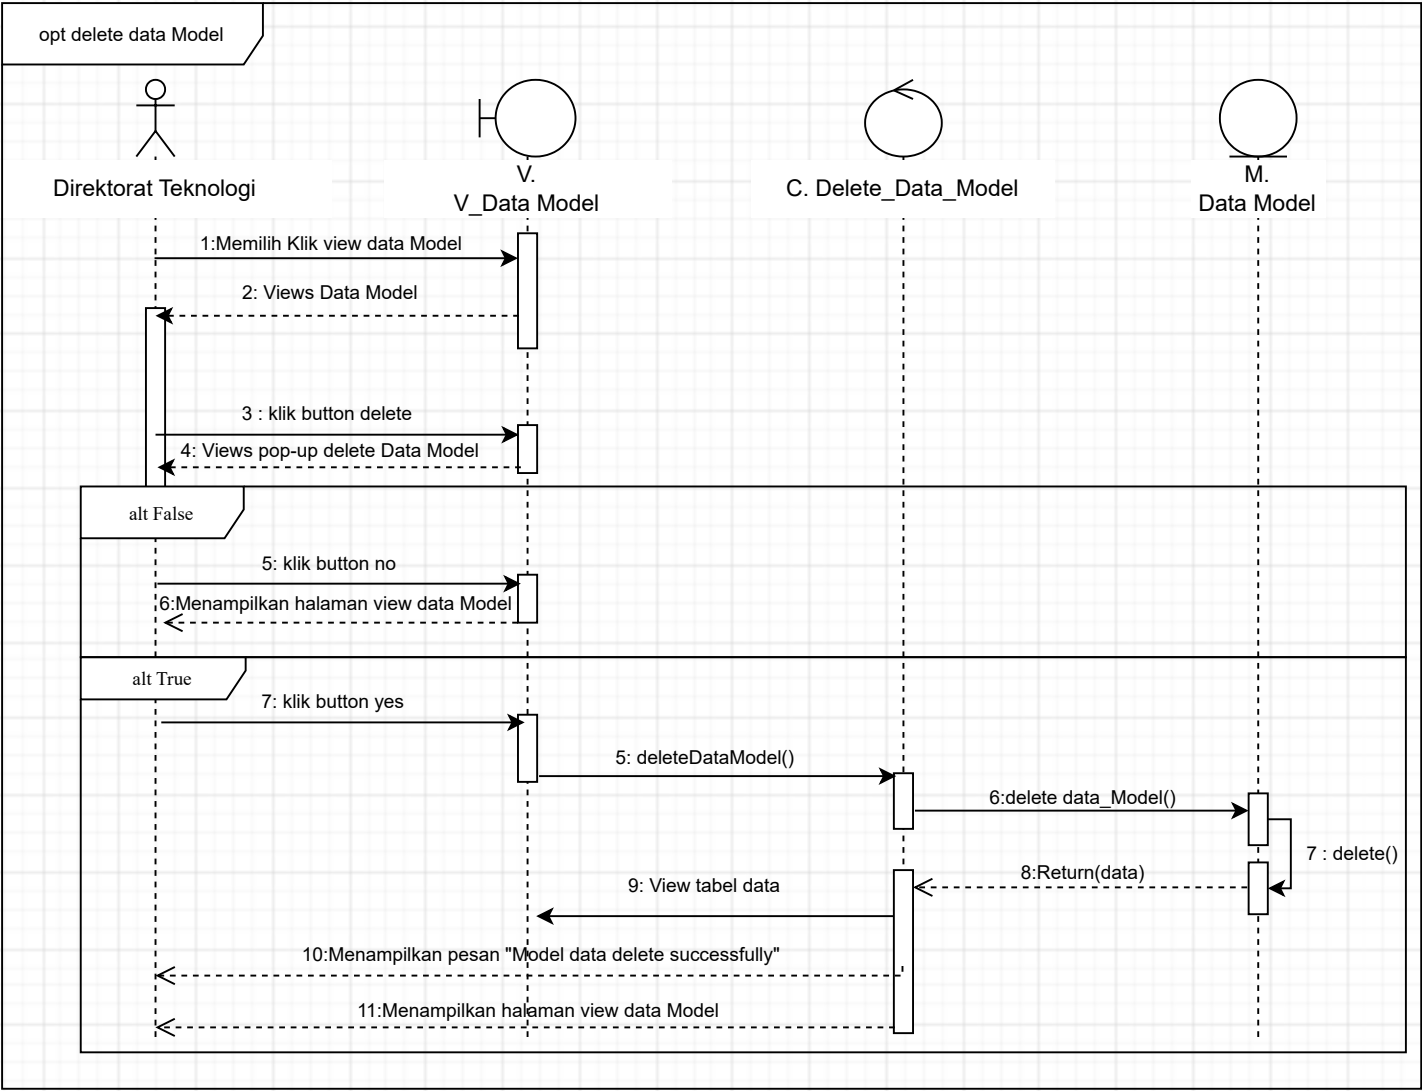 opt delete data Model
Direktorat Teknologi
V.
V_Data Model
C. Delete_Data_Model
M.
Data Model
1:Memilih Klik view data Model
2: Views Data Model
3 : klik button delete
4: Views pop-up delete Data Model
alt False
5: klik button no
6:Menampilkan halaman view data Model
alt True
7: klik button yes
5: deleteDataModel()
6:delete data_Model()
7 : delete()
8:Return(data)
9: View tabel data
10:Menampilkan pesan "Model data delete successfully"
11:Menampilkan halaman view data Model